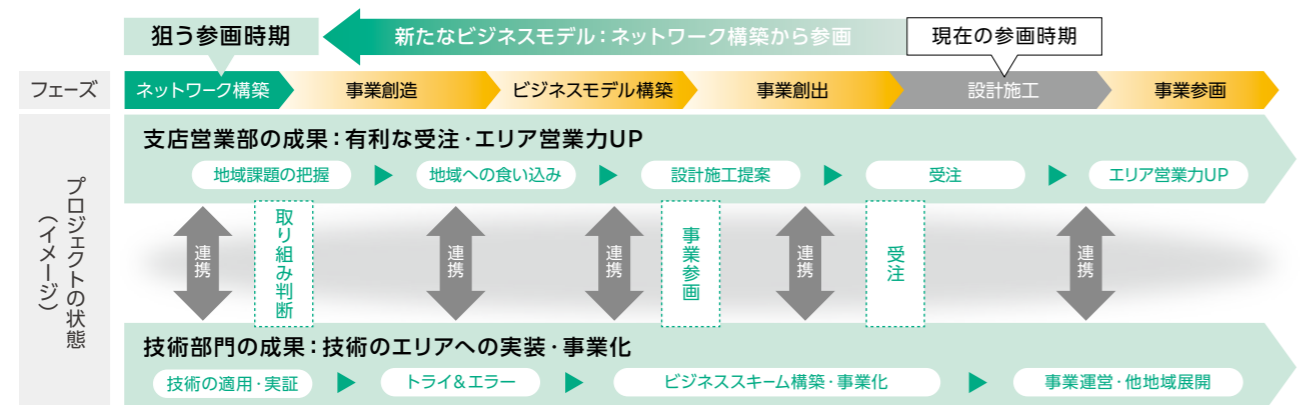 狙う参画時期
新たなビジネスモデル：ネットワーク構築から参画
現在の参画時期
フェーズ
ネットワーク構築
事業創造
ビジネスモデル構築
事業創出
設計施工
事業参画
プロジェクトの状態
（イメージ）
支店営業部の成果：有利な受注・エリア営業力UP
地域課題の把握
地域への食い込み
設計施工提案
受注
エリア営業力UP
連携
取り組み判断
連携
連携
事業参画
連携
受注
連携
技術部門の成果：技術のエリアへの実装・事業化
技術の適用・実証
トライ&エラー
ビジネススキーム構築・事業化
事業運営・他地域展開